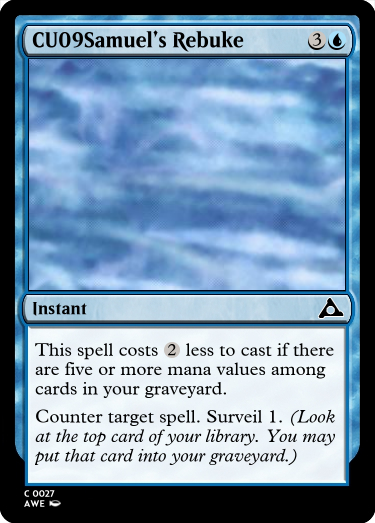 CU09Samuel's Rebuke 3
Instant
This spell costs 2 less to cast if there
are five or more mana values among
cards in your graveyard.
Counter target spell. Surveil 1. (Look
at the top card of your library. You may
put that card into your graveyard.)
C 0027
AWE